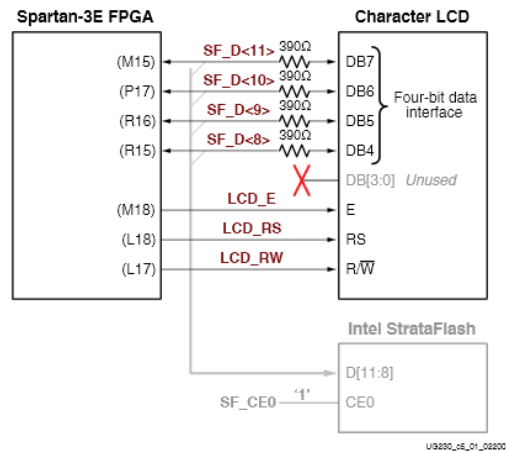 Spartan-3E FPGA
Character LCD
(M15) SF_D<11> 390Ω DB7
(P17) SF_D<10> 390Ω DB6
(R16) SF_D<9> 390Ω DB5
(R15) SF_D<8> 390Ω DB4
Four-bit data
interface
DB[3:0] Unused
(M18) LCD_E E
(L18) LCD_RS RS
(L17) LCD_RW R/W̅
Intel StrataFlash
D[11:8]
SF_CE0 '1' CE0
UG230_c5_01_02200